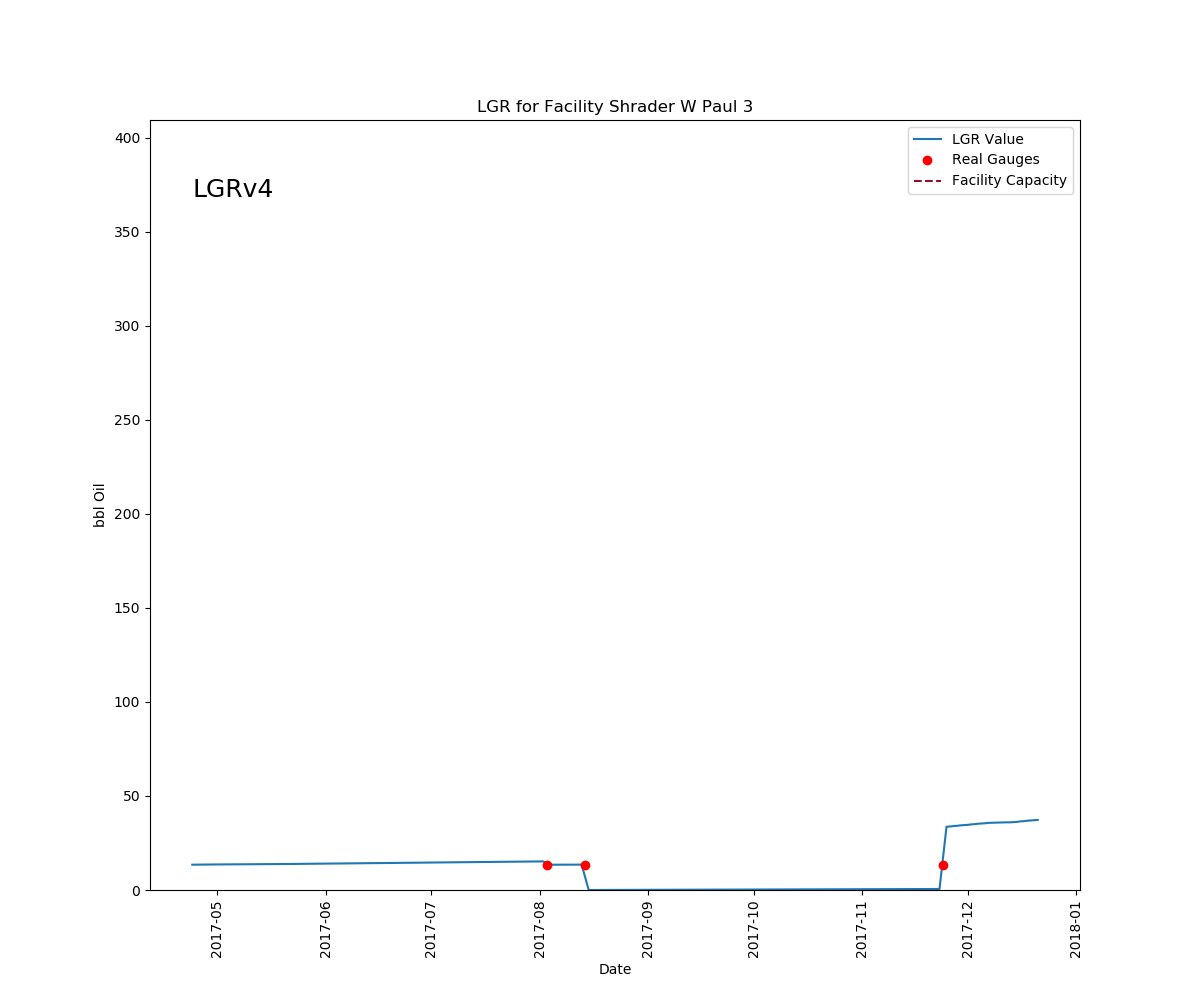 LGR for Facility Shrader W Paul 3
LGRv4
LGR Value
Real Gauges
Facility Capacity
400
350
300
250
200
150
100
50
0
bbl Oil
2017-05
2017-06
2017-07
2017-08
2017-09
2017-10
2017-11
2017-12
2018-01
Date